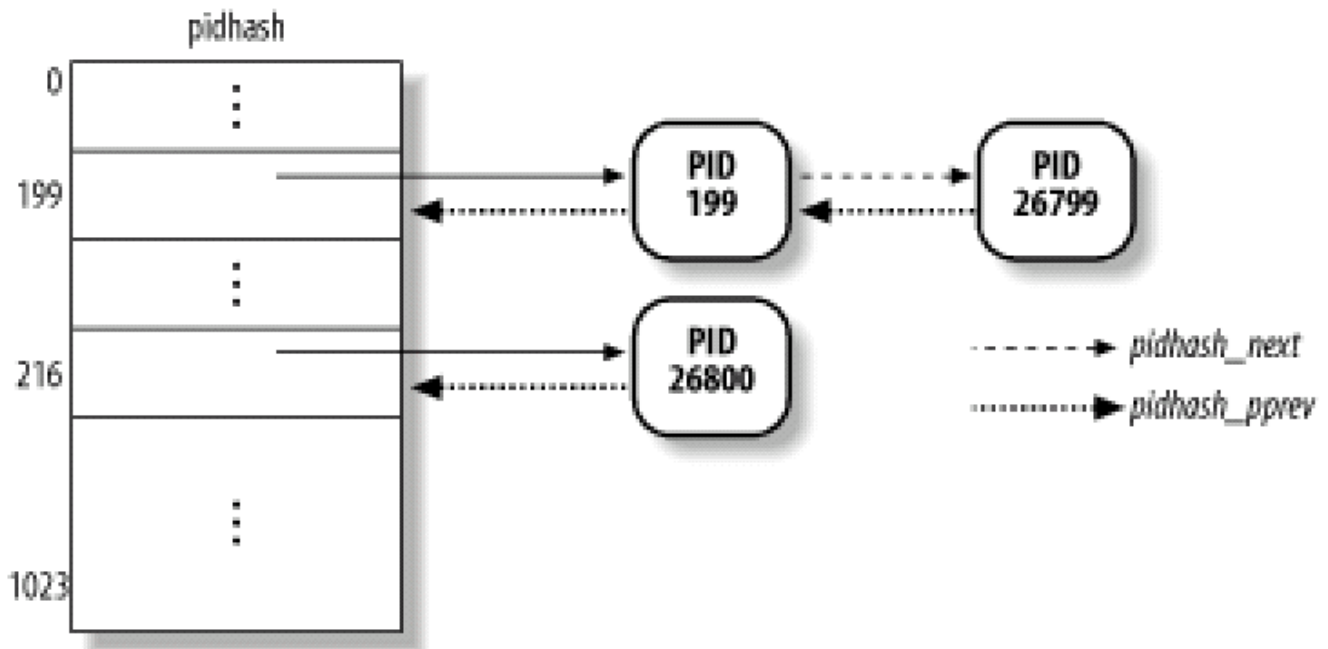 pidhash
0
199
216
1023
PID
199
PID
26799
PID
26800
pidhash_next
pidhash_pprev